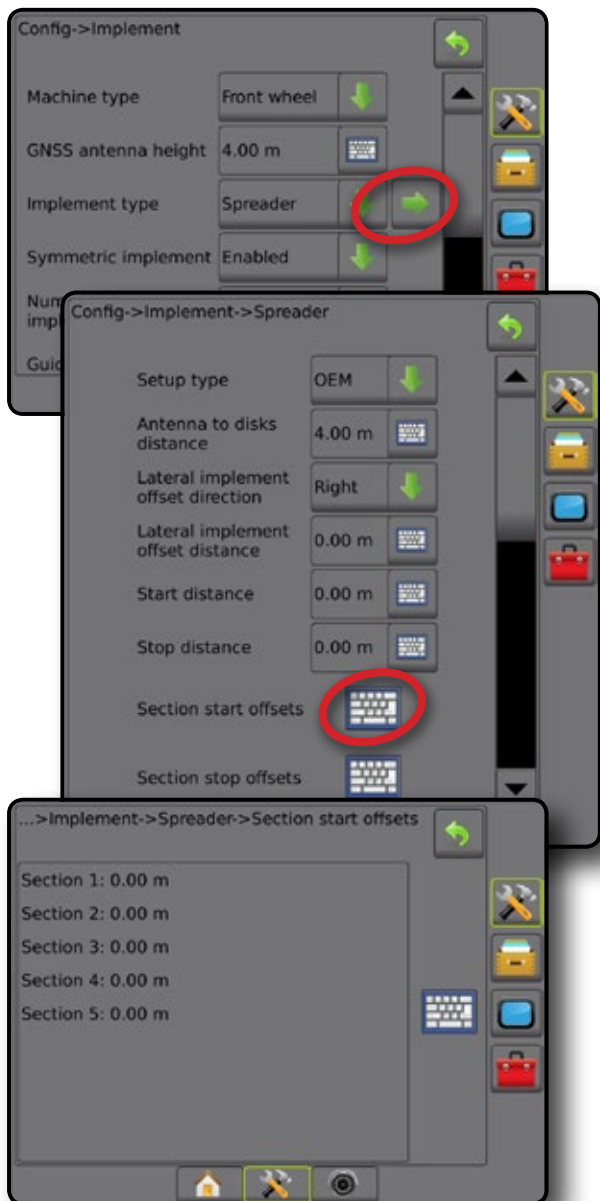 Config->Implement
Machine type Front wheel
GNSS antenna height 4.00 m
Implement type Spreader
Symmetric implement Enabled
Config->Implement->Spreader
Setup type OEM
Antenna to disks
distance 4.00 m
Lateral implement
offset direction Right
Lateral implement
offset distance 0.00 m
Start distance 0.00 m
Stop distance 0.00 m
Section start offsets
Section stop offsets
...>Implement->Spreader->Section start offsets
Section 1: 0.00 m
Section 2: 0.00 m
Section 3: 0.00 m
Section 4: 0.00 m
Section 5: 0.00 m